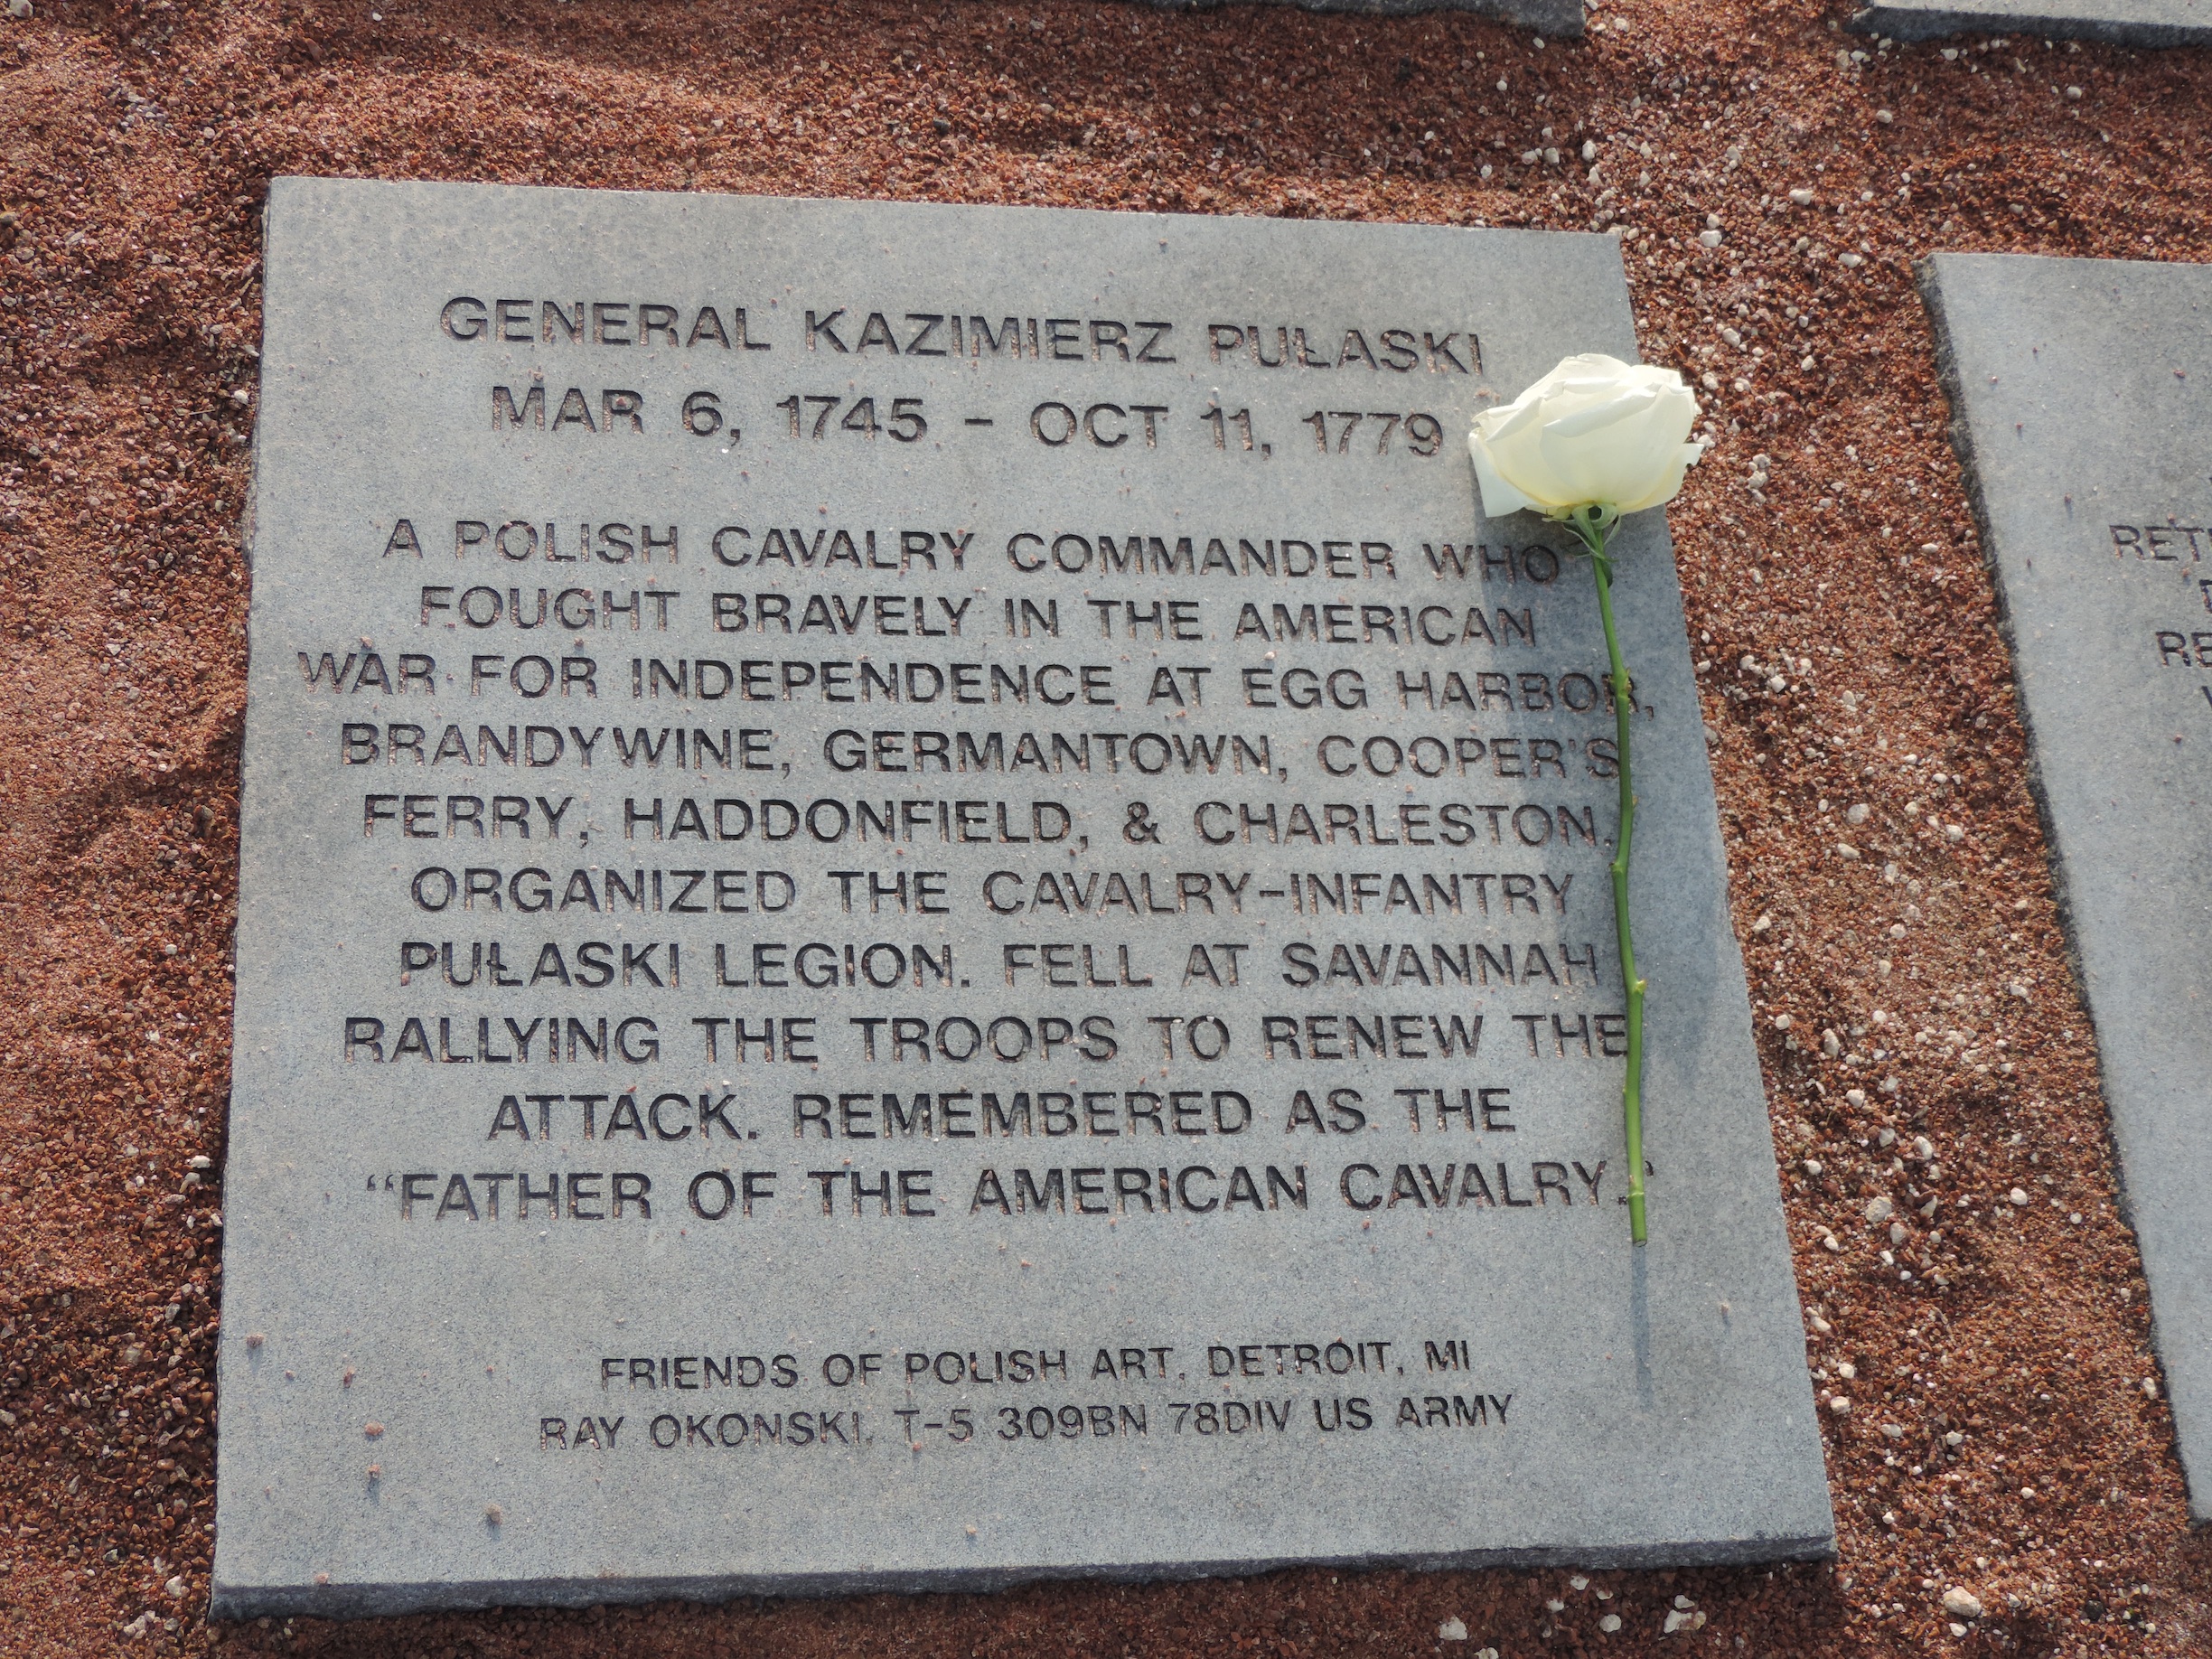 GENERAL KAZIMIERZ PUŁASKI
MAR 6, 1745 - OCT 11, 1779
A POLISH CAVALRY COMMANDER WHO
FOUGHT BRAVELY IN THE AMERICAN
WAR FOR INDEPENDENCE AT EGG HARBOR,
BRANDYWINE, GERMANTOWN, COOPER'S
FERRY, HADDONFIELD, & CHARLESTON.
ORGANIZED THE CAVALRY-INFANTRY
PUŁASKI LEGION. FELL AT SAVANNAH
RALLYING THE TROOPS TO RENEW THE
ATTACK. REMEMBERED AS THE
“FATHER OF THE AMERICAN CAVALRY.”
FRIENDS OF POLISH ART, DETROIT, MI
RAY OKONSKI, T-5 309BN 78DIV US ARMY